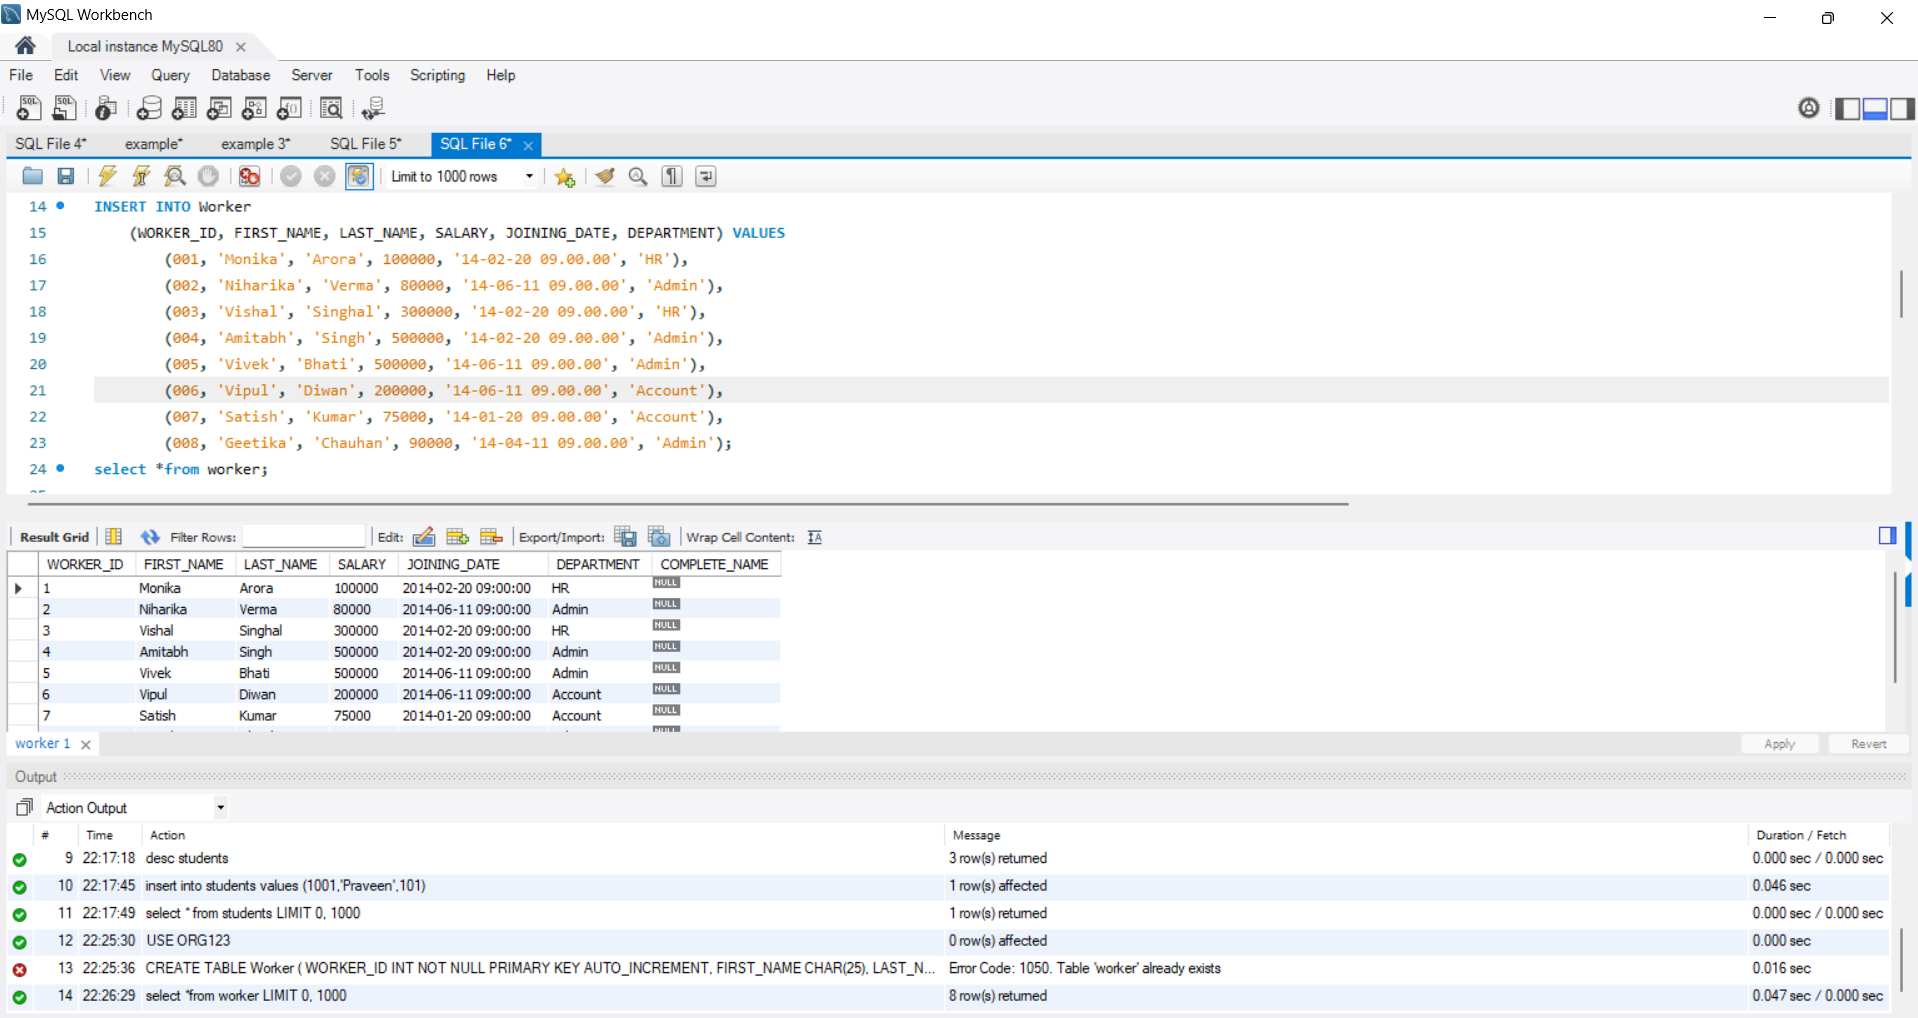 MySQL Workbench
Local instance MySQL80
File Edit View Query Database Server Tools Scripting Help
SQL File 4* example* example 3* SQL File 5* SQL File 6*
Limit to 1000 rows
14 INSERT INTO Worker
15 (WORKER_ID, FIRST_NAME, LAST_NAME, SALARY, JOINING_DATE, DEPARTMENT) VALUES
16 (001, 'Monika', 'Arora', 100000, '14-02-20 09.00.00', 'HR'),
17 (002, 'Niharika', 'Verma', 80000, '14-06-11 09.00.00', 'Admin'),
18 (003, 'Vishal', 'Singhal', 300000, '14-02-20 09.00.00', 'HR'),
19 (004, 'Amitabh', 'Singh', 500000, '14-02-20 09.00.00', 'Admin'),
20 (005, 'Vivek', 'Bhati', 500000, '14-06-11 09.00.00', 'Admin'),
21 (006, 'Vipul', 'Diwan', 200000, '14-06-11 09.00.00', 'Account'),
22 (007, 'Satish', 'Kumar', 75000, '14-01-20 09.00.00', 'Account'),
23 (008, 'Geetika', 'Chauhan', 90000, '14-04-11 09.00.00', 'Admin');
24 select *from worker;
Result Grid Filter Rows: Edit: Export/Import: Wrap Cell Content:
WORKER_ID FIRST_NAME LAST_NAME SALARY JOINING_DATE DEPARTMENT COMPLETE_NAME
1 Monika Arora 100000 2014-02-20 09:00:00 HR NULL
2 Niharika Verma 80000 2014-06-11 09:00:00 Admin NULL
3 Vishal Singhal 300000 2014-02-20 09:00:00 HR NULL
4 Amitabh Singh 500000 2014-02-20 09:00:00 Admin NULL
5 Vivek Bhati 500000 2014-06-11 09:00:00 Admin NULL
6 Vipul Diwan 200000 2014-06-11 09:00:00 Account NULL
7 Satish Kumar 75000 2014-01-20 09:00:00 Account NULL
worker 1 Apply Revert
Output
Action Output
# Time Action Message Duration / Fetch
9 22:17:18 desc students 3 row(s) returned 0.000 sec / 0.000 sec
10 22:17:45 insert into students values (1001,'Praveen',101) 1 row(s) affected 0.046 sec
11 22:17:49 select * from students LIMIT 0, 1000 1 row(s) returned 0.000 sec / 0.000 sec
12 22:25:30 USE ORG123 0 row(s) affected 0.000 sec
13 22:25:36 CREATE TABLE Worker ( WORKER_ID INT NOT NULL PRIMARY KEY AUTO_INCREMENT, FIRST_NAME CHAR(25), LAST_N... Error Code: 1050. Table 'worker' already exists 0.016 sec
14 22:26:29 select *from worker LIMIT 0, 1000 8 row(s) returned 0.047 sec / 0.000 sec